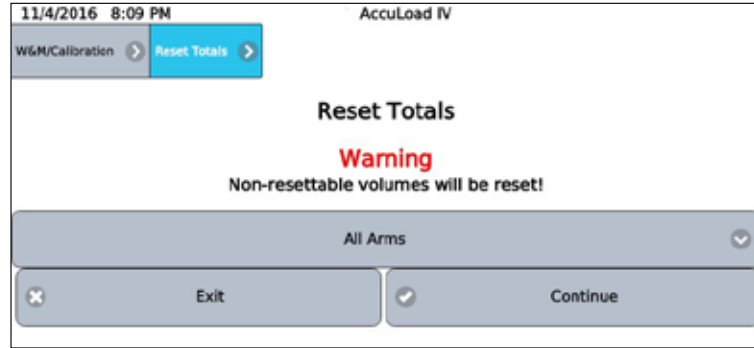 11/4/2016 8:09 PM AccuLoad IV
W&M/Calibration Reset Totals
Reset Totals
Warning
Non-resettable volumes will be reset!
All Arms
Exit Continue